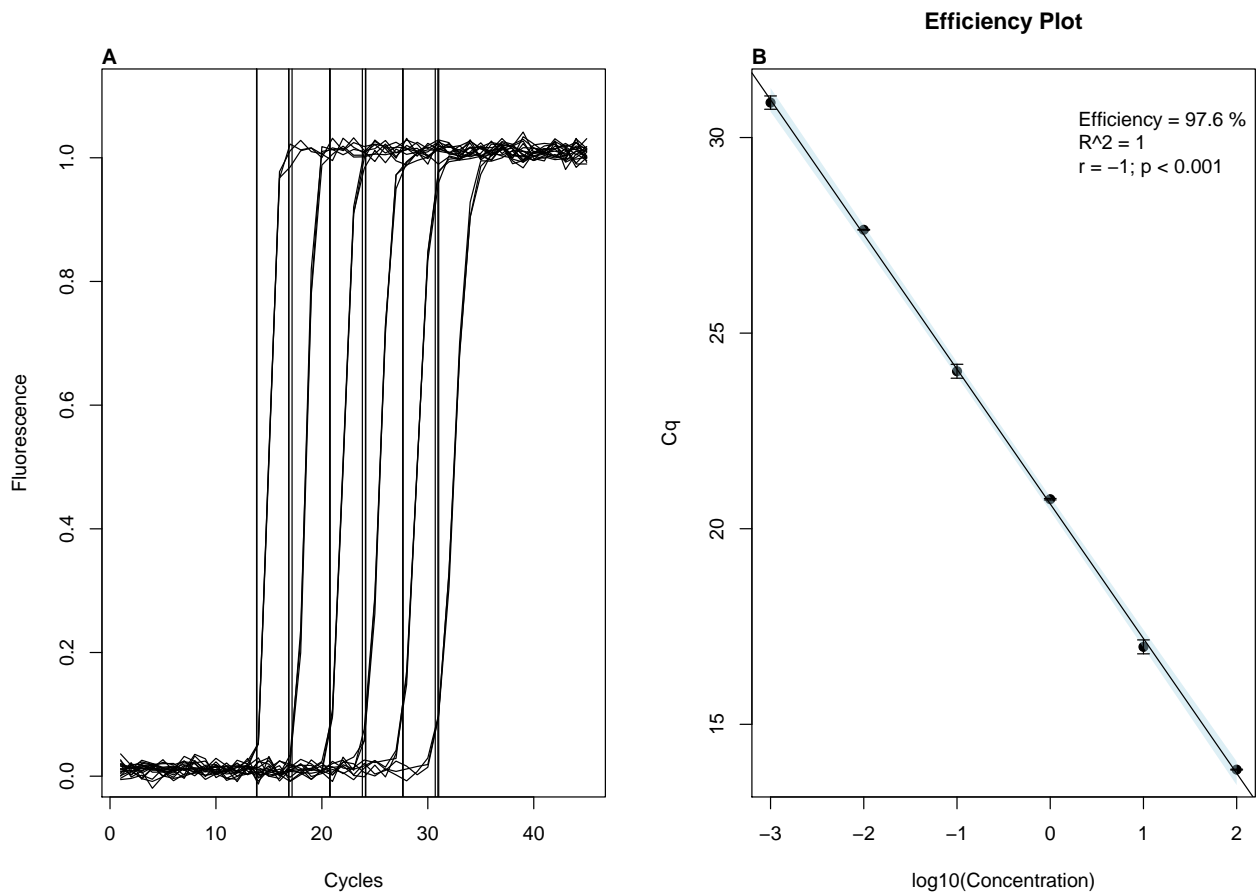 A
Fluorescence
1.0
0.8
0.6
0.4
0.2
0.0
0 10 20 30 40
Cycles
Efficiency Plot
B
Efficiency = 97.6 %
R^2 = 1
r = −1; p < 0.001
Cq
30
25
20
15
−3 −2 −1 0 1 2
log10(Concentration)